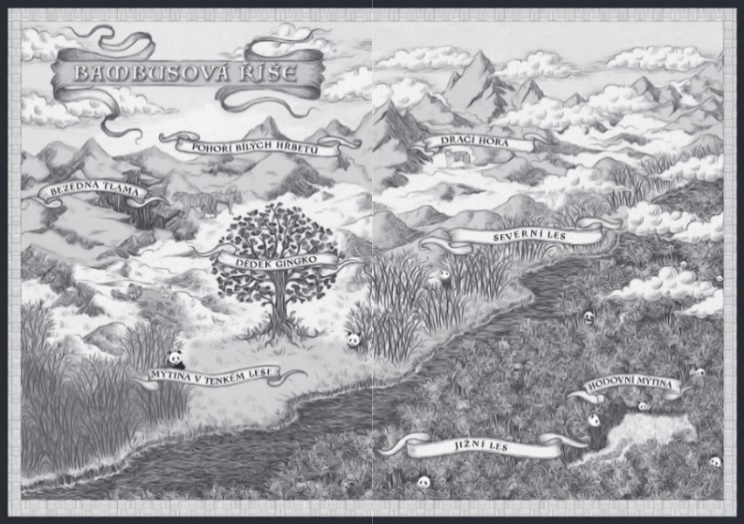 BAMBUSOVÁ ŘÍŠE
POHOŘÍ BÍLÝCH HŘBETŮ
DRAČÍ HORA
BEZEDNÁ TLAMA
SEVERNÍ LES
DĚDEK GINGKO
MÝTINA V TENKÉM LESE
HODOVNÍ MÝTINA
JIŽNÍ LES